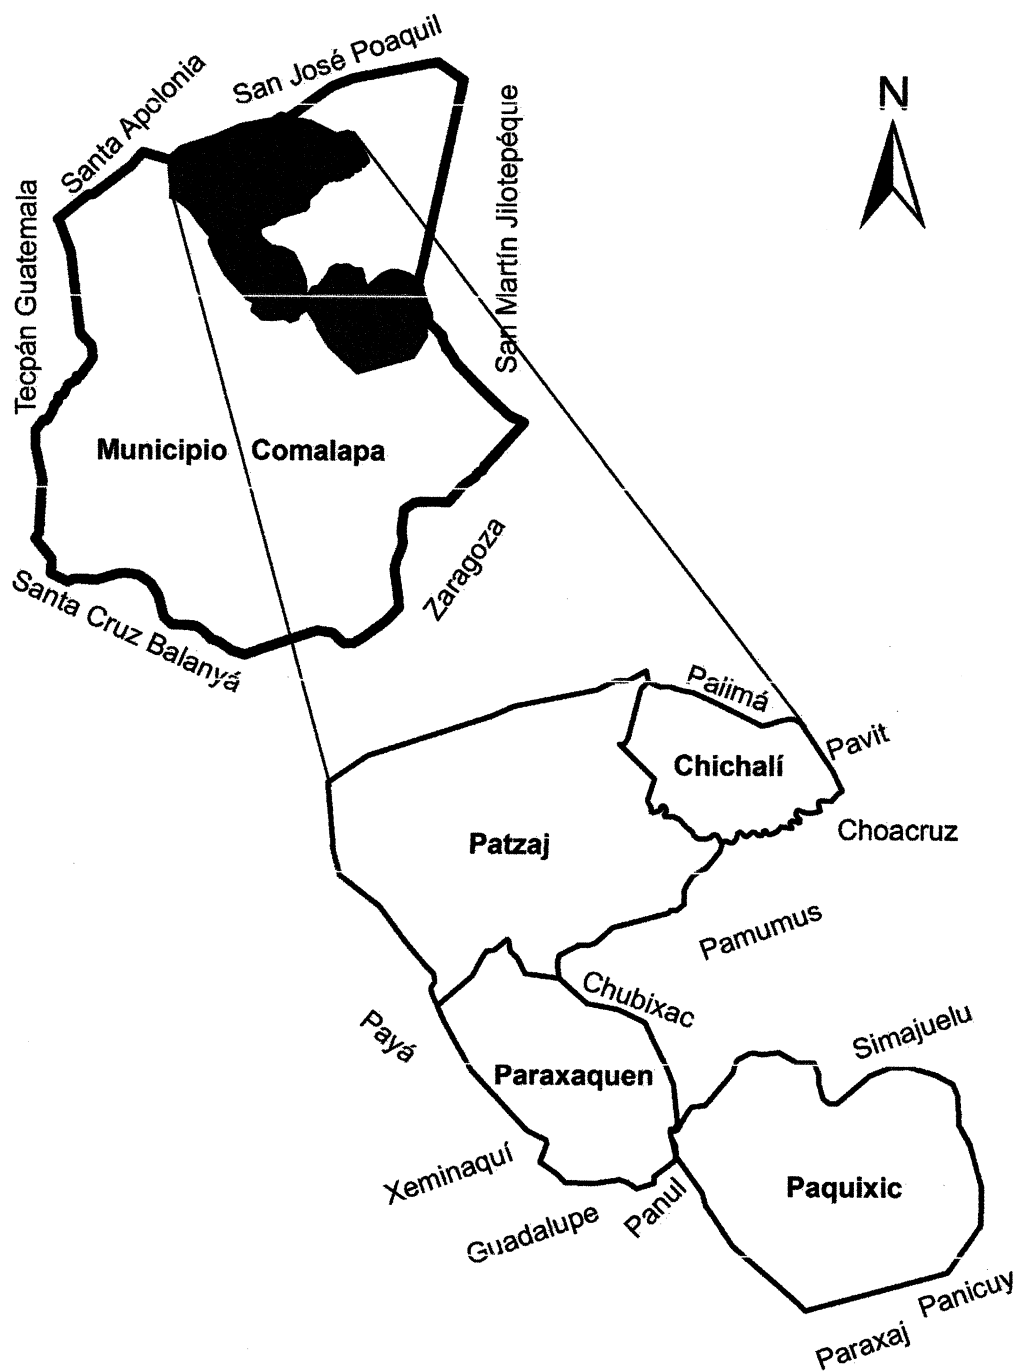 San José Poaquil
Santa Apolonia
N
San Martín Jilotepéque
Tecpán Guatemala
Municipio Comalapa
Zaragoza
Santa Cruz Balanyá
Palimá
Pavit
Chichalí
Choacruz
Patzaj
Pamumus
Chubixac
Payá
Simajuelu
Paraxaquen
Xeminaquí
Paquixic
Panul
Guadalupe
Panicuy
Paraxaj